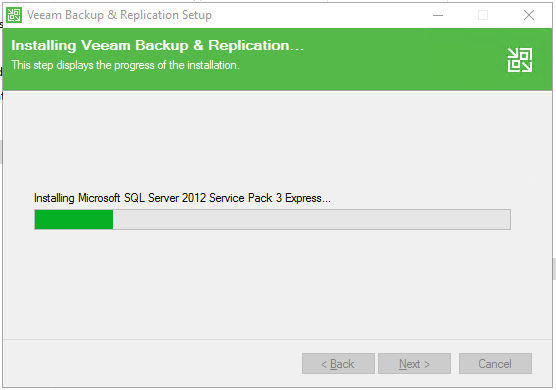 Veeam Backup & Replication Setup
Installing Veeam Backup & Replication...
This step displays the progress of the installation.
Installing Microsoft SQL Server 2012 Service Pack 3 Express...
< Back Next > Cancel